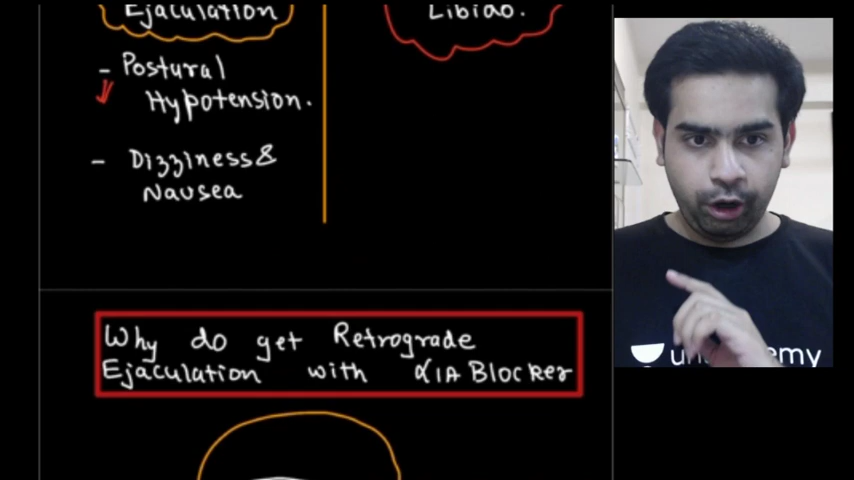 Ejaculation
- Postural
Hypotension.
- Dizziness &
Nausea
Libido.
Why do get Retrograde
Ejaculation with α1A Blocker